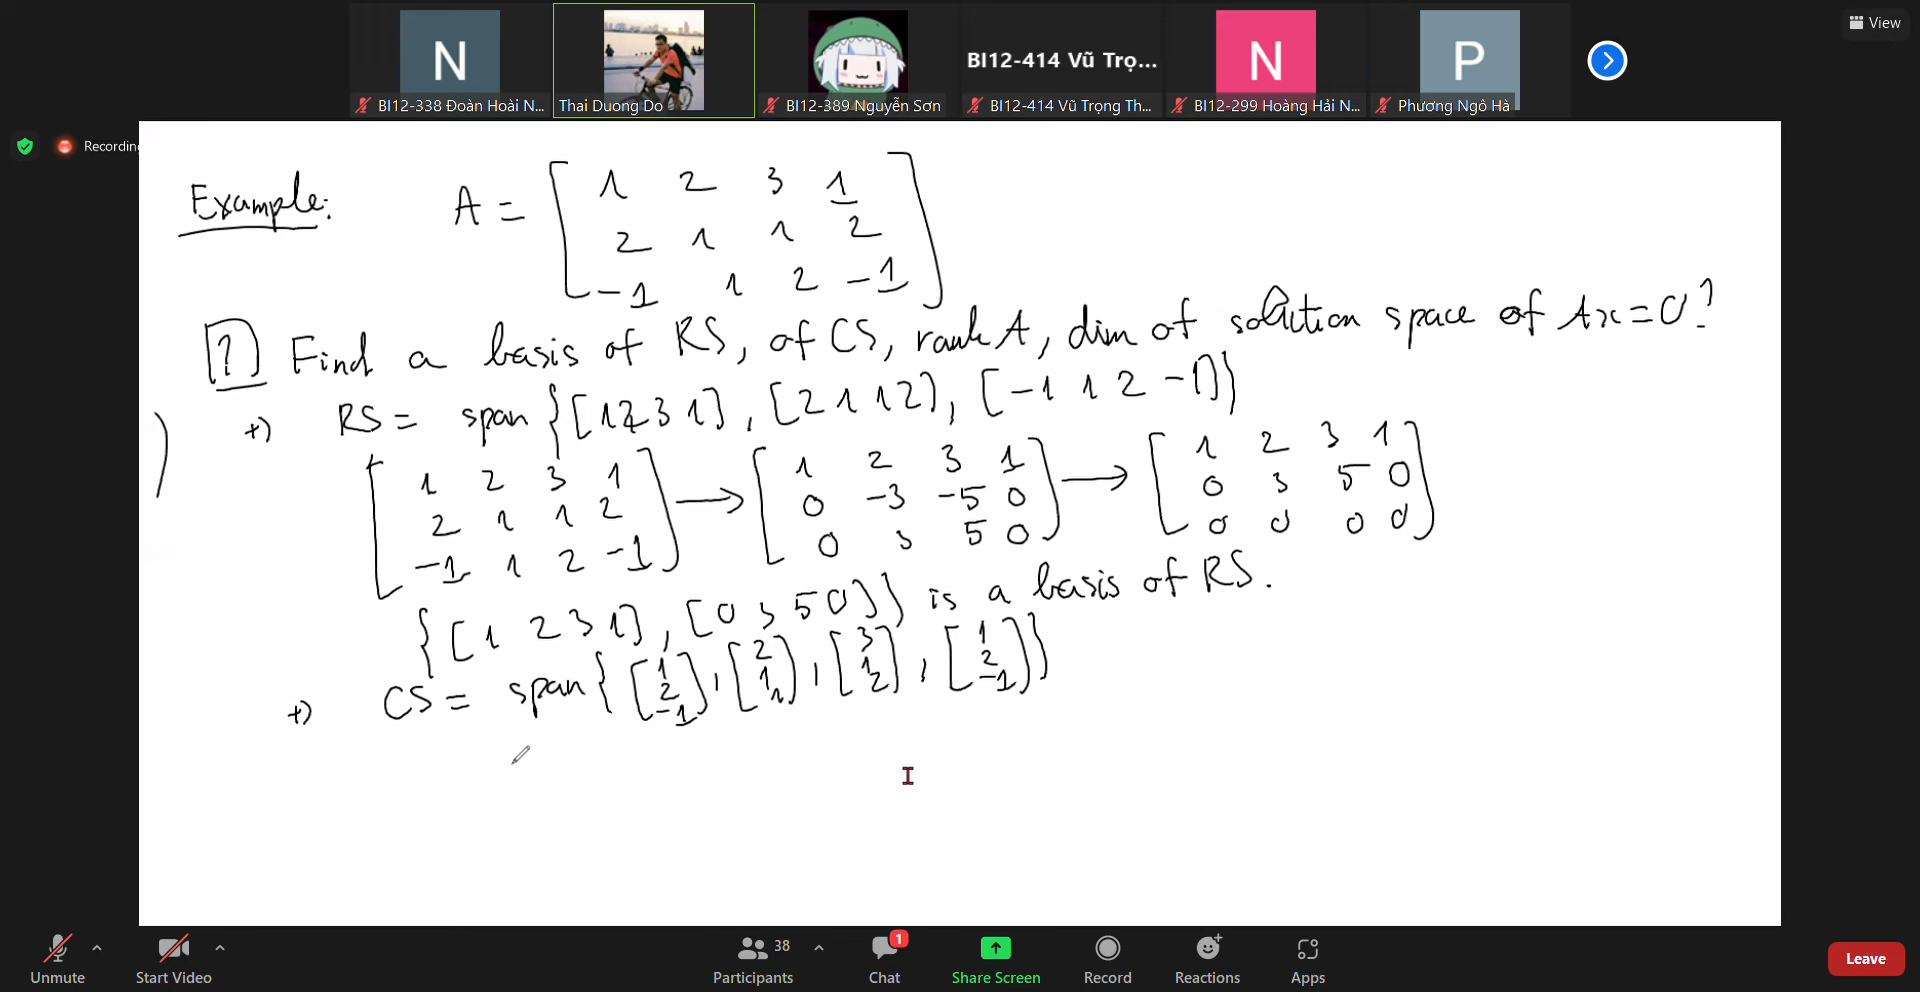 View
N
BI12-338 Đoàn Hoài N...
Thai Duong Do
BI12-389 Nguyễn Sơn
BI12-414 Vũ Trọ...
BI12-414 Vũ Trọng Th...
N
BI12-299 Hoàng Hải N...
P
Phương Ngô Hà
Recording
Example:
A = [1 2 3 1
2 1 1 2
-1 1 2 -1]
[?] Find a basis of RS, of CS, rank A, dim of solution space of Ax = 0?
+) RS = span {[1 2 3 1], [2 1 1 2], [-1 1 2 -1]}
[1 2 3 1 → [1 2 3 1 → [1 2 3 1
2 1 1 2 0 -3 -5 0 0 3 5 0
-1 1 2 -1] 0 3 5 0] 0 0 0 0]
{[1 2 3 1], [0 3 5 0]} is a basis of RS.
+) CS = span {[1 2 -1], [2 1 1], [3 1 2], [1 2 -1]}
Unmute
Start Video
Participants
38
Chat
1
Share Screen
Record
Reactions
Apps
Leave